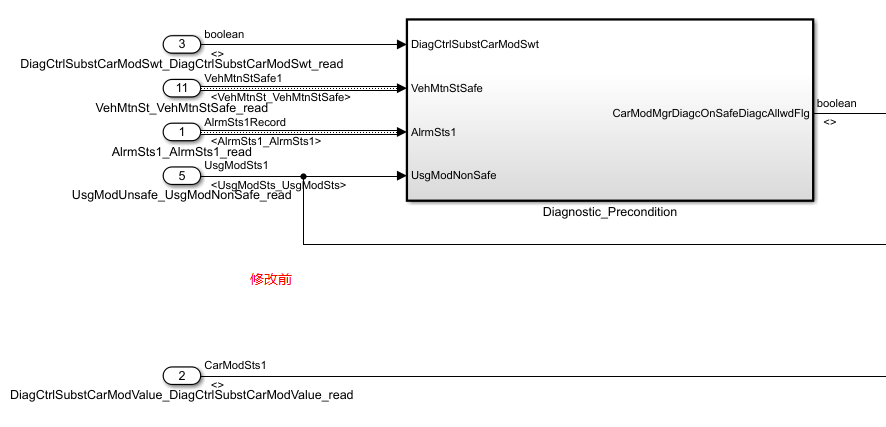 boolean
3
DiagCtrlSubstCarModSwt
<>
DiagCtrlSubstCarModSwt_DiagCtrlSubstCarModSwt_read
VehMtnStSafe1
11
VehMtnStSafe
<VehMtnSt_VehMtnStSafe>
VehMtnSt_VehMtnStSafe_read
boolean
CarModMgrDiagcOnSafeDiagcAllwdFlg
<>
AlrmSts1Record
1
AlrmSts1
<AlrmSts1_AlrmSts1>
AlrmSts1_AlrmSts1_read
UsgModSts1
5
UsgModNonSafe
<UsgModSts_UsgModSts>
UsgModUnsafe_UsgModNonSafe_read
Diagnostic_Precondition
修改前
CarModSts1
2
<>
DiagCtrlSubstCarModValue_DiagCtrlSubstCarModValue_read